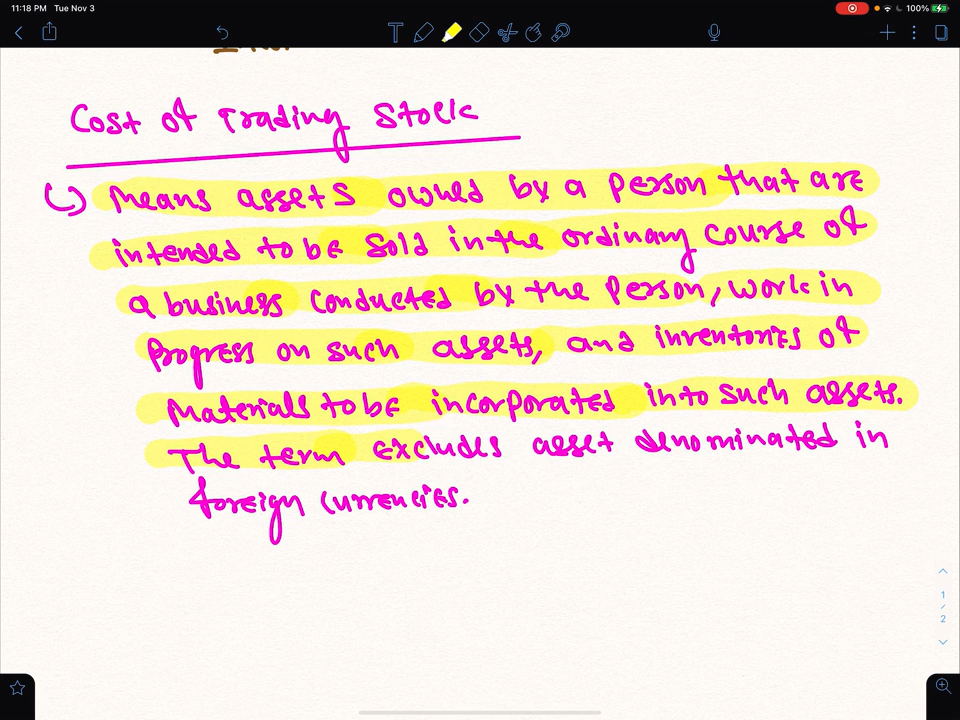 11:18 PM Tue Nov 3
100%
Cost of Trading Stock
means assets owned by a person that are
intended to be sold in the ordinary course of
a business conducted by the person, work in
progress on such assets, and inventories of
materials to be incorporated into such assets.
The term excludes asset denominated in
foreign currencies.
1
/
2